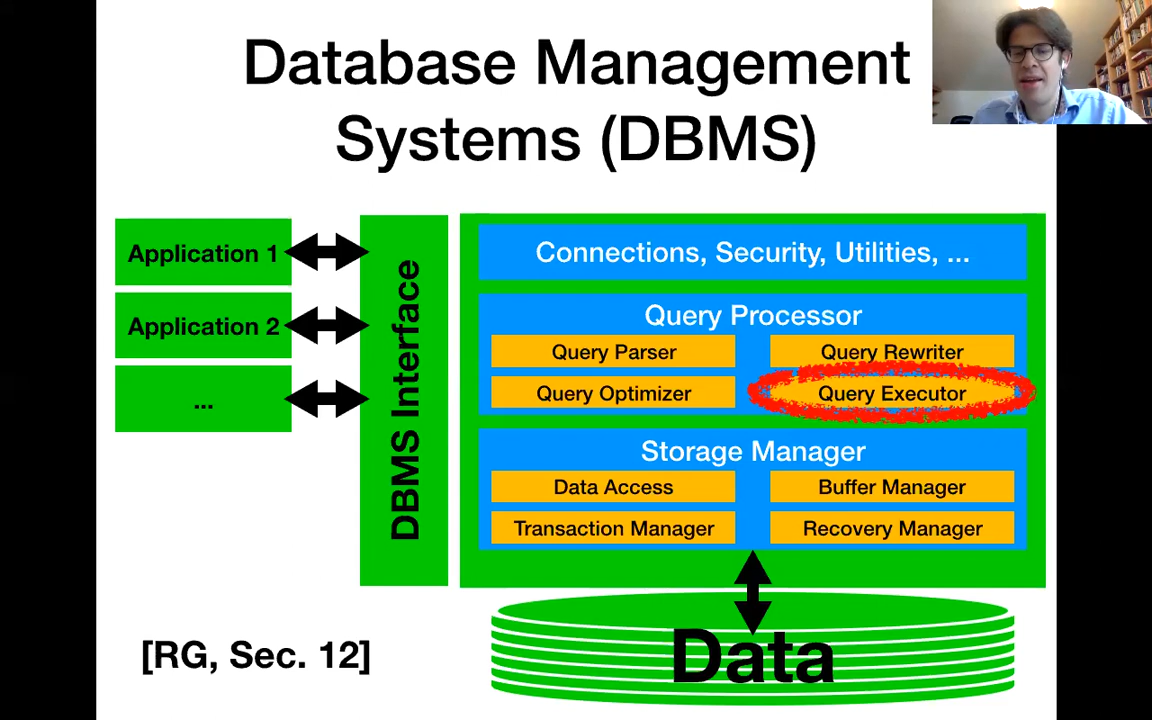 Database Management
Systems (DBMS)
Application 1
Application 2
...
DBMS Interface
Connections, Security, Utilities, ...
Query Processor
Query Parser
Query Rewriter
Query Optimizer
Query Executor
Storage Manager
Data Access
Buffer Manager
Transaction Manager
Recovery Manager
Data
[RG, Sec. 12]